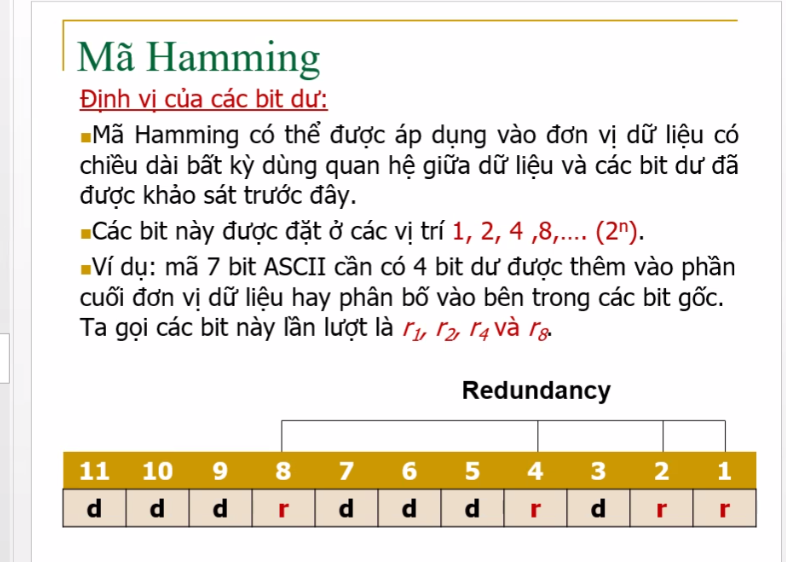 Mã Hamming
Định vị của các bit dư:
▪Mã Hamming có thể được áp dụng vào đơn vị dữ liệu có
chiều dài bất kỳ dùng quan hệ giữa dữ liệu và các bit dư đã
được khảo sát trước đây.
▪Các bit này được đặt ở các vị trí 1, 2, 4 ,8,…. (2ⁿ).
▪Ví dụ: mã 7 bit ASCII cần có 4 bit dư được thêm vào phần
cuối đơn vị dữ liệu hay phân bố vào bên trong các bit gốc.
Ta gọi các bit này lần lượt là r₁, r₂, r₄ và r₈.
Redundancy
11 10 9 8 7 6 5 4 3 2 1
d d d r d d d r d r r